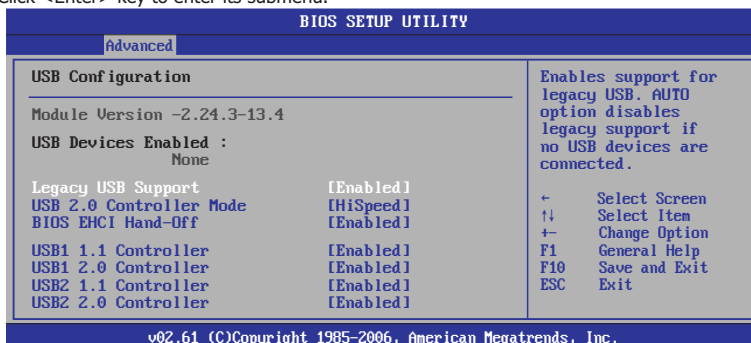 Click <Enter> key to enter its submenu.
BIOS SETUP UTILITY
Advanced
USB Configuration
Module Version -2.24.3-13.4
USB Devices Enabled :
None
Legacy USB Support [Enabled]
USB 2.0 Controller Mode [HiSpeed]
BIOS EHCI Hand-Off [Enabled]
USB1 1.1 Controller [Enabled]
USB1 2.0 Controller [Enabled]
USB2 1.1 Controller [Enabled]
USB2 2.0 Controller [Enabled]
Enables support for
legacy USB. AUTO
option disables
legacy support if
no USB devices are
connected.
← Select Screen
↑↓ Select Item
+- Change Option
F1 General Help
F10 Save and Exit
ESC Exit
v02.61 (C)Copyright 1985-2006, American Megatrends, Inc.